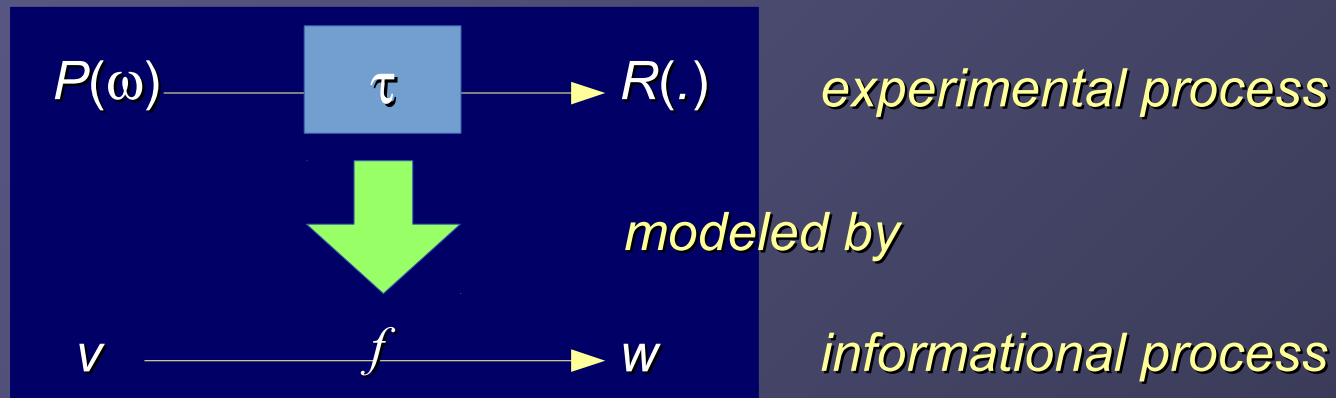 P(ω) τ R(.) experimental process
modeled by
v f w informational process